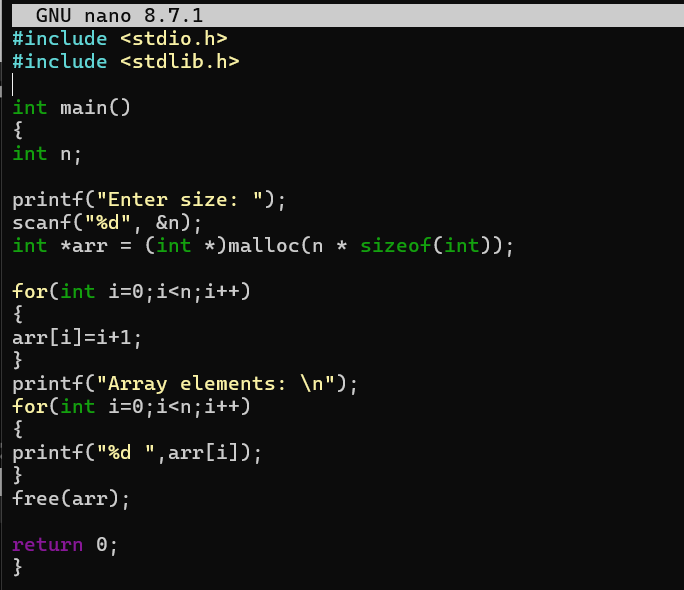 GNU nano 8.7.1
#include <stdio.h>
#include <stdlib.h>
int main()
{
int n;
printf("Enter size: ");
scanf("%d", &n);
int *arr = (int *)malloc(n * sizeof(int));
for(int i=0;i<n;i++)
{
arr[i]=i+1;
}
printf("Array elements: \n");
for(int i=0;i<n;i++)
{
printf("%d ",arr[i]);
}
free(arr);
return 0;
}